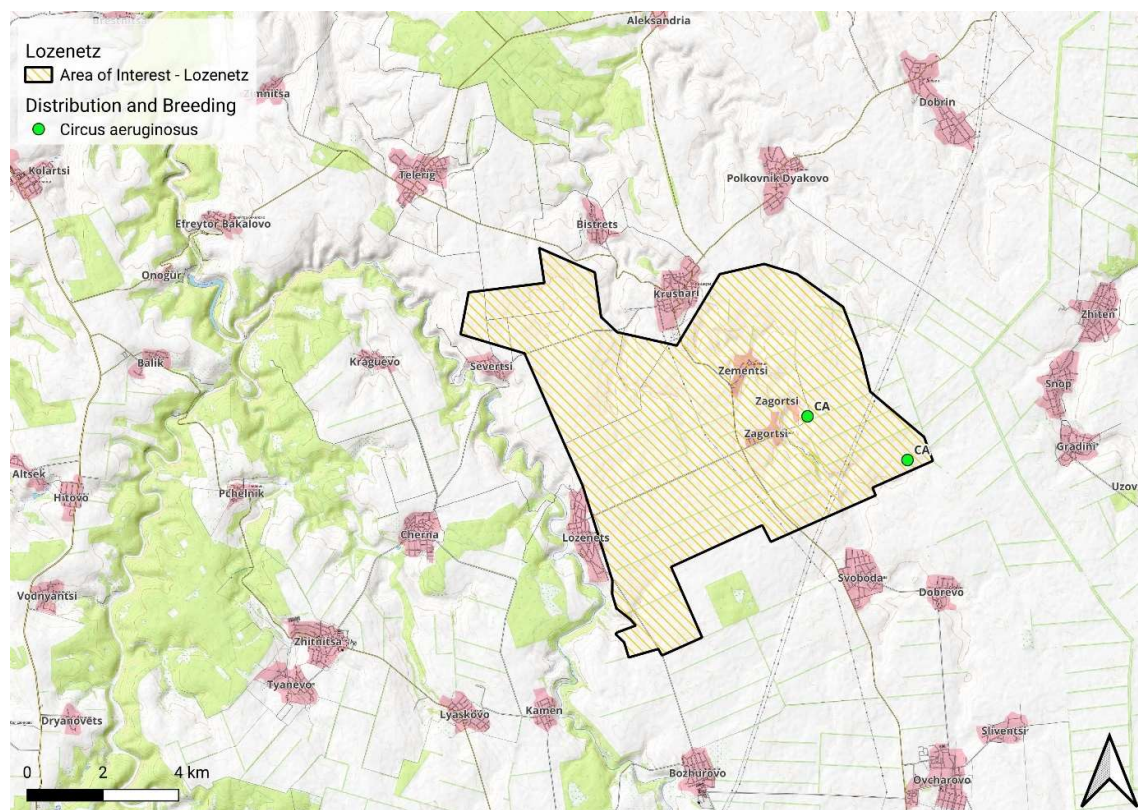 Lozenetz
Area of Interest - Lozenetz
Distribution and Breeding
Circus aeruginosus
Aleksandria
Zimnitsa
Dobrin
Kolartsi
Telerig
Polkovnik Dyakovo
Efreytor Bakalovo
Bistrets
Onogur
Krushari
Zhiten
Balik
Kraguevo
Severtsi
Zementsi
Snop
Zagortsi
CA
Zagortsi
Gradini
CA
Altsek
Hitovo
Pchelnik
Uzov
Cherna
Lozenets
Svoboda
Dobrevo
Vodnyantsi
Zhitnitsa
Tyanevo
Dryanovets
Lyaskovo
Kamen
Sliventsi
Bozhurovo
Ovcharovo
0 2 4 km